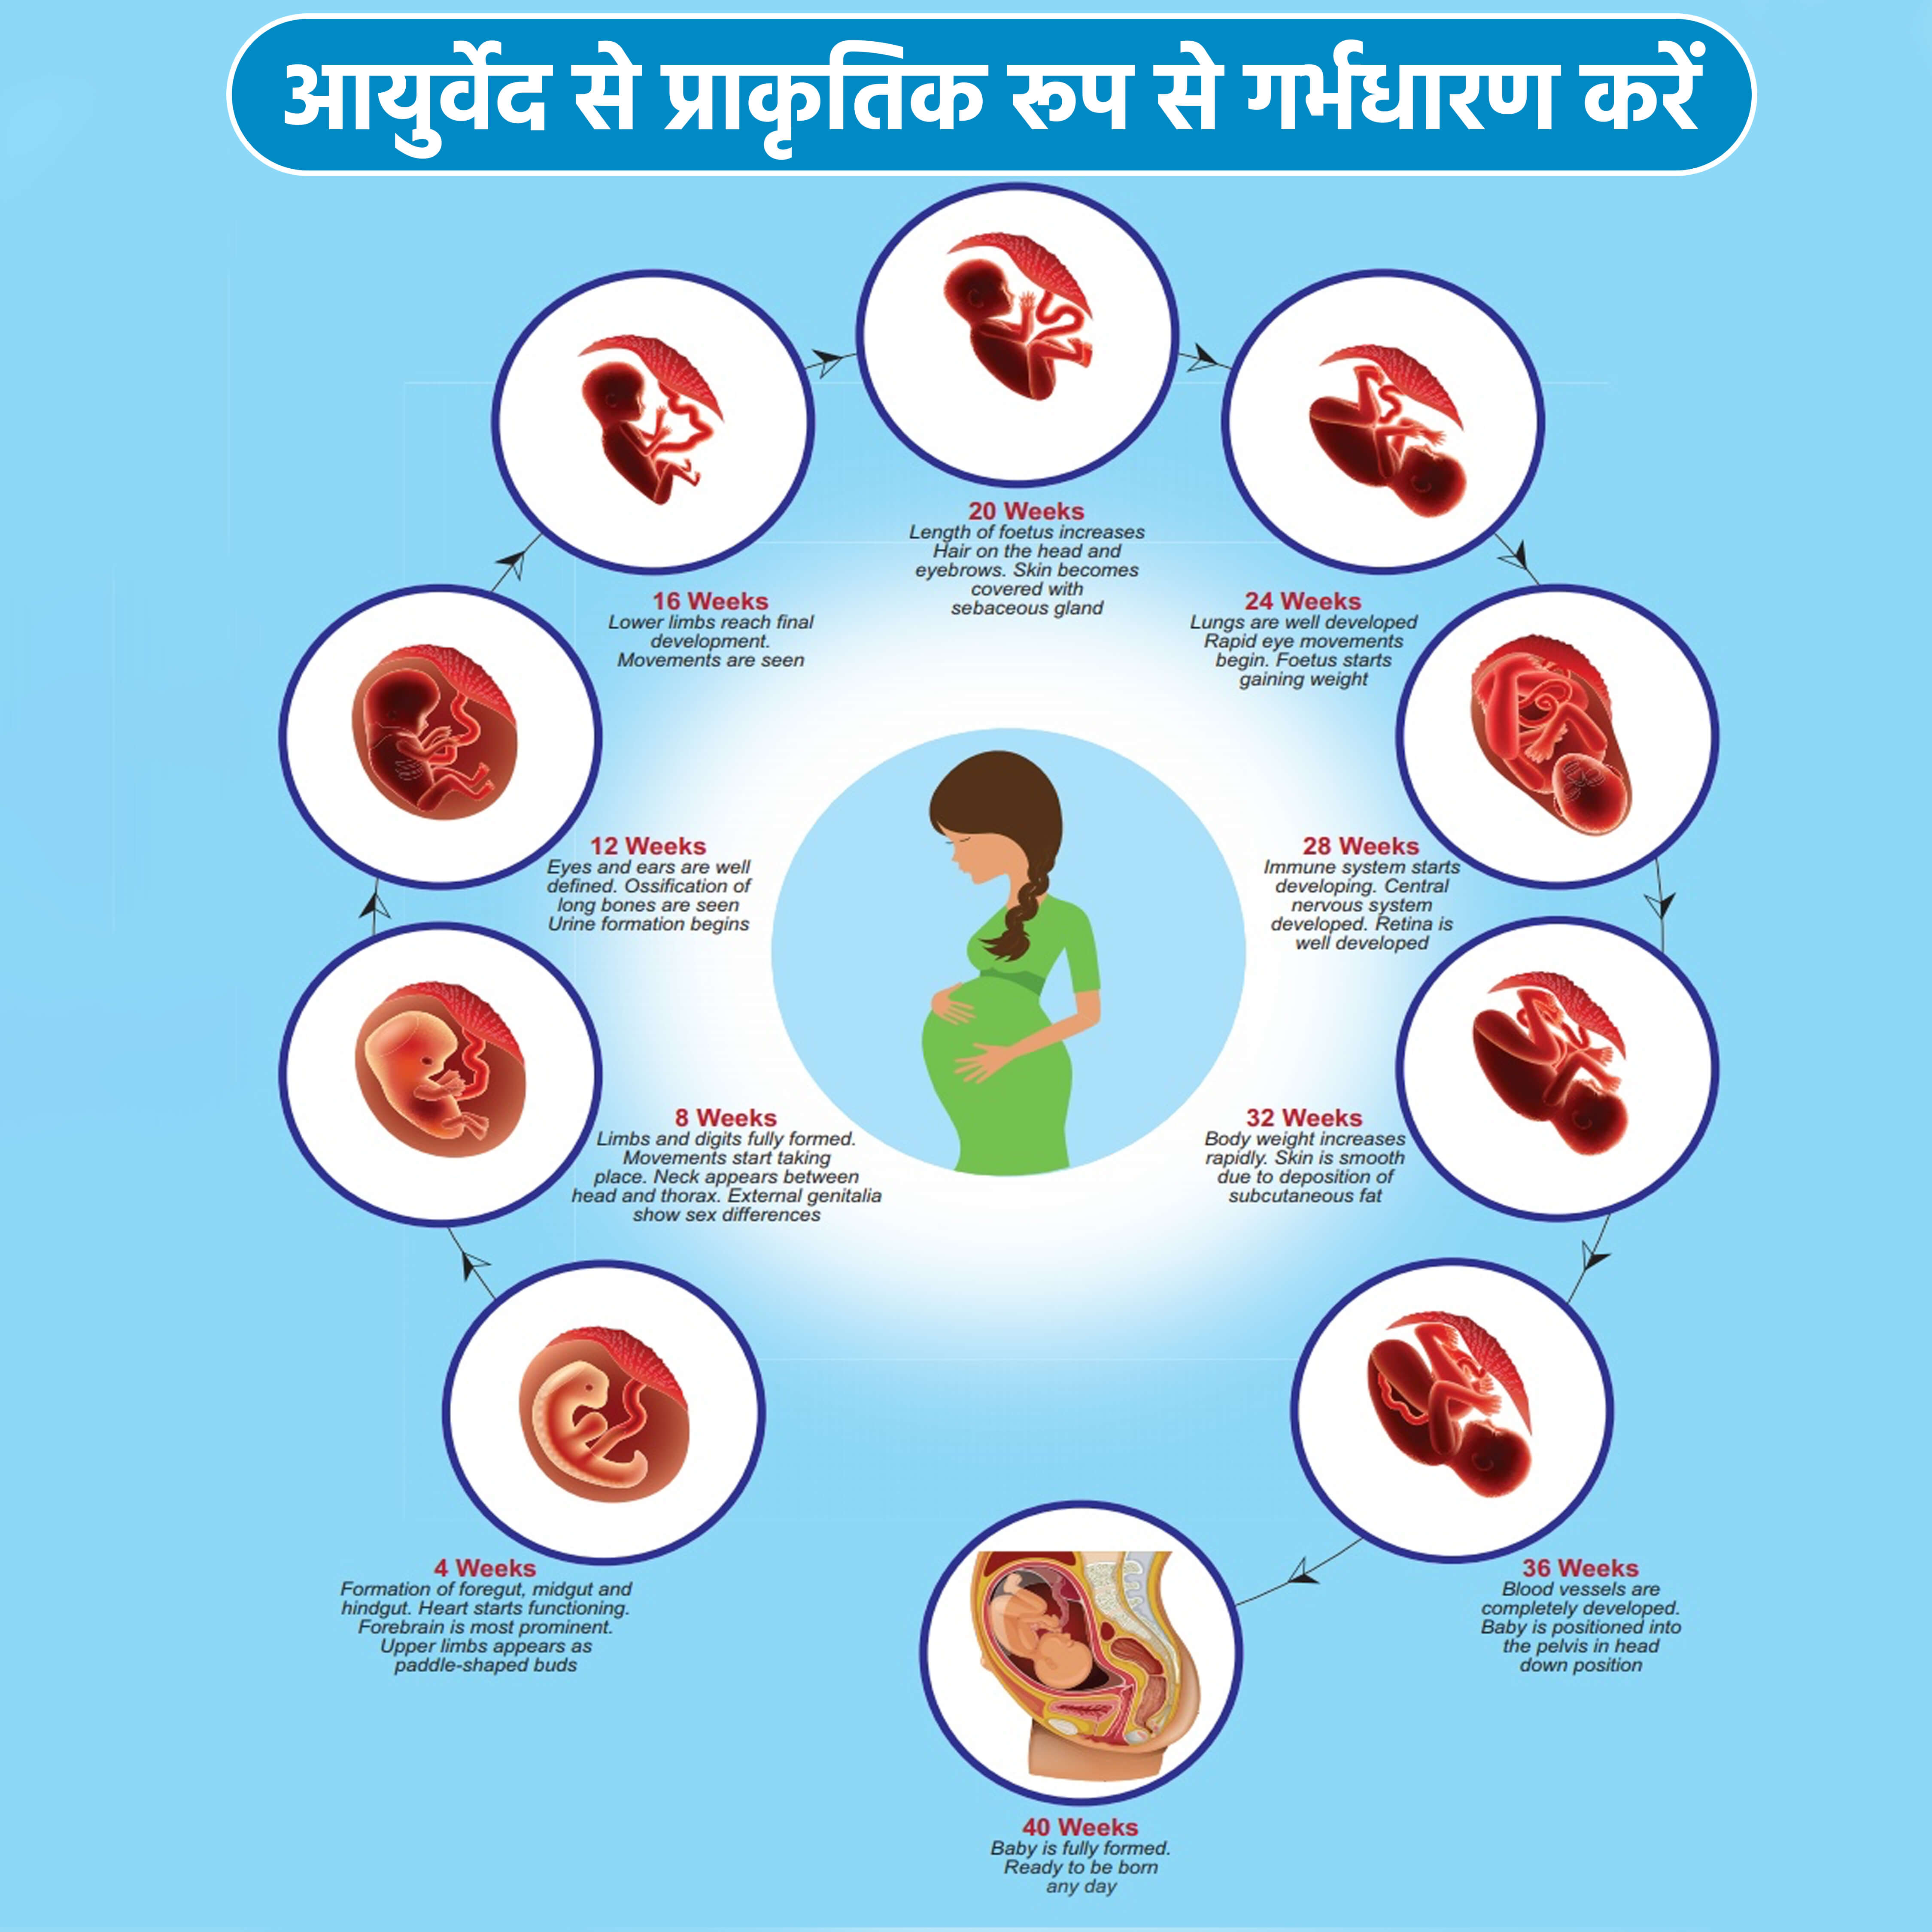 आयुर्वेद से प्राकृतिक रूप से गर्भधारण करें
20 Weeks
Length of foetus increases
Hair on the head and
eyebrows. Skin becomes
covered with
sebaceous gland
16 Weeks
Lower limbs reach final
development.
Movements are seen
24 Weeks
Lungs are well developed
Rapid eye movements
begin. Foetus starts
gaining weight
12 Weeks
Eyes and ears are well
defined. Ossification of
long bones are seen
Urine formation begins
28 Weeks
Immune system starts
developing. Central
nervous system
developed. Retina is
well developed
8 Weeks
Limbs and digits fully formed.
Movements start taking
place. Neck appears between
head and thorax. External genitalia
show sex differences
32 Weeks
Body weight increases
rapidly. Skin is smooth
due to deposition of
subcutaneous fat
4 Weeks
Formation of foregut, midgut and
hindgut. Heart starts functioning.
Forebrain is most prominent.
Upper limbs appears as
paddle-shaped buds
36 Weeks
Blood vessels are
completely developed.
Baby is positioned into
the pelvis in head
down position
40 Weeks
Baby is fully formed.
Ready to be born
any day